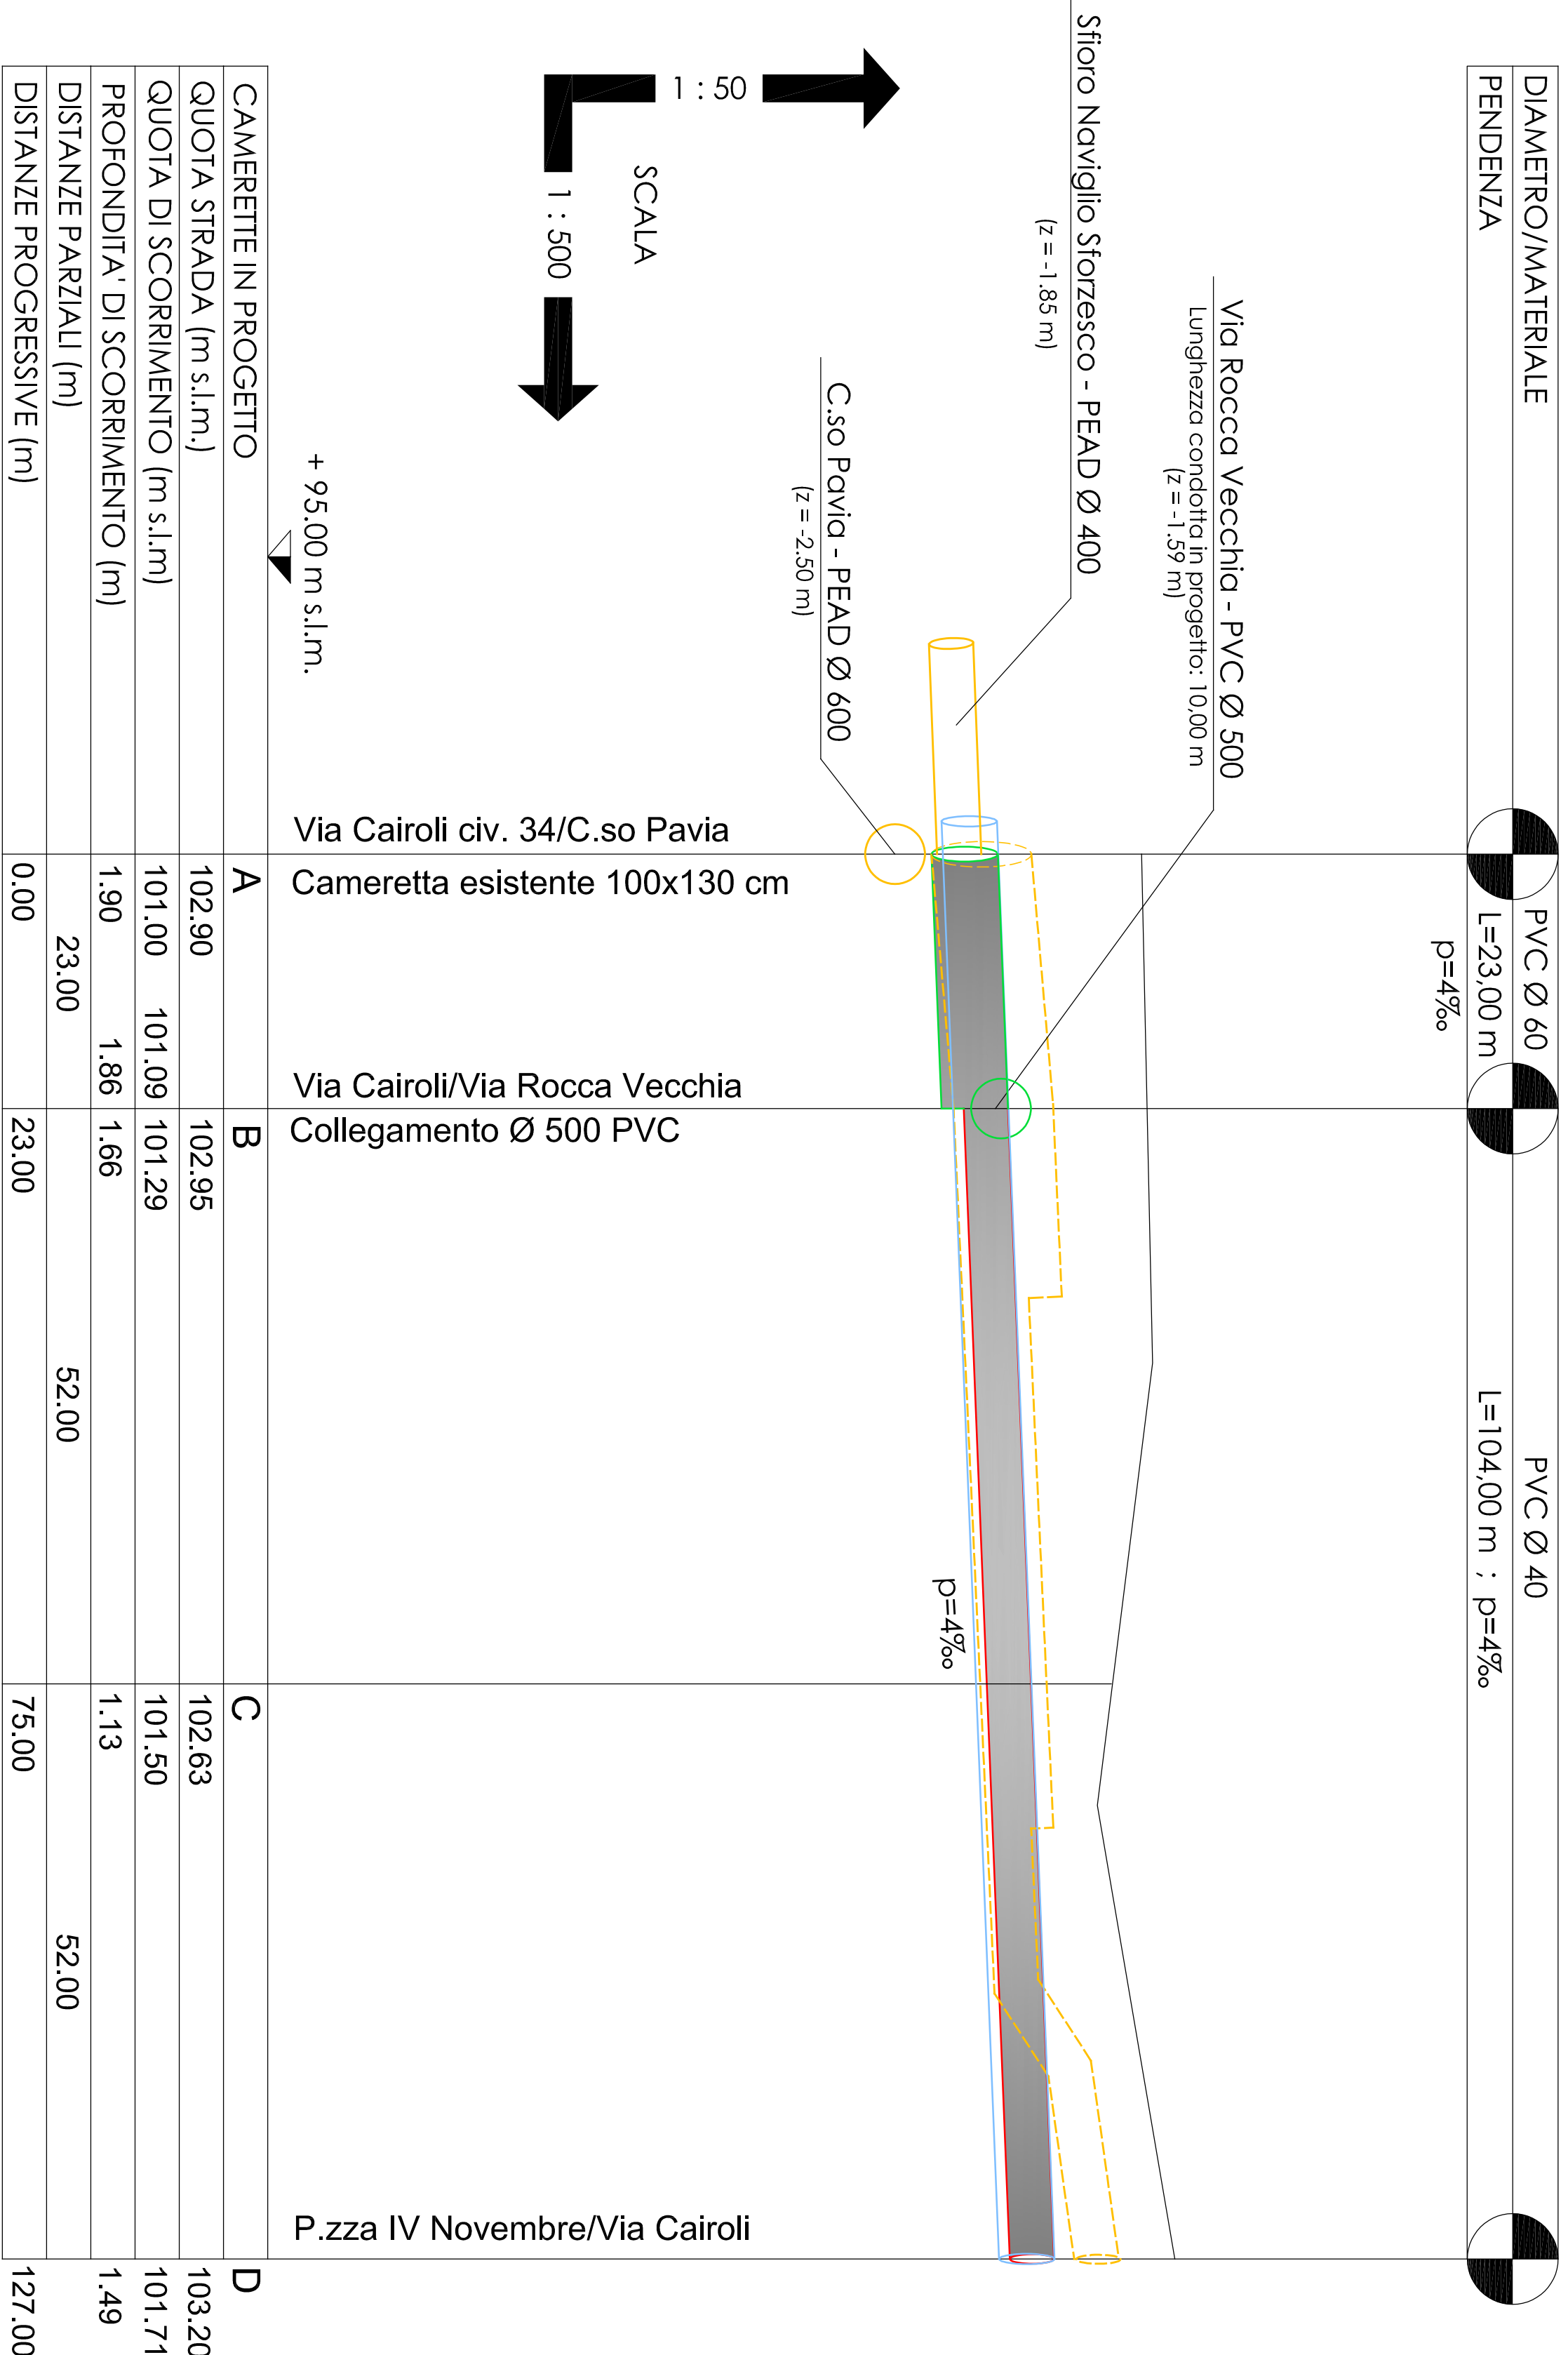 DIAMETRO/MATERIALE
PVC Ø 60
PVC Ø 40
PENDENZA
L=23,00 m
p=4‰
L=104,00 m ; p=4‰
Via Rocca Vecchia - PVC Ø 500
Lunghezza condotta in progetto: 10,00 m
(z = -1.59 m)
Sfioro Naviglio Sforzesco - PEAD Ø 400
(z = -1.85 m)
C.so Pavia - PEAD Ø 600
(z = -2.50 m)
p=4‰
1 : 50
SCALA
1 : 500
+ 95.00 m s.l.m.
Via Cairoli civ. 34/C.so Pavia
Cameretta esistente 100x130 cm
Via Cairoli/Via Rocca Vecchia
Collegamento Ø 500 PVC
P.zza IV Novembre/Via Cairoli
CAMERETTE IN PROGETTO A B C D
QUOTA STRADA (m s.l.m.) 102.90 102.95 102.63 103.20
QUOTA DI SCORRIMENTO (m s.l.m) 101.00 101.09 101.29 101.50 101.71
PROFONDITA' DI SCORRIMENTO (m) 1.90 1.86 1.66 1.13 1.49
DISTANZE PARZIALI (m) 23.00 52.00 52.00
DISTANZE PROGRESSIVE (m) 0.00 23.00 75.00 127.00